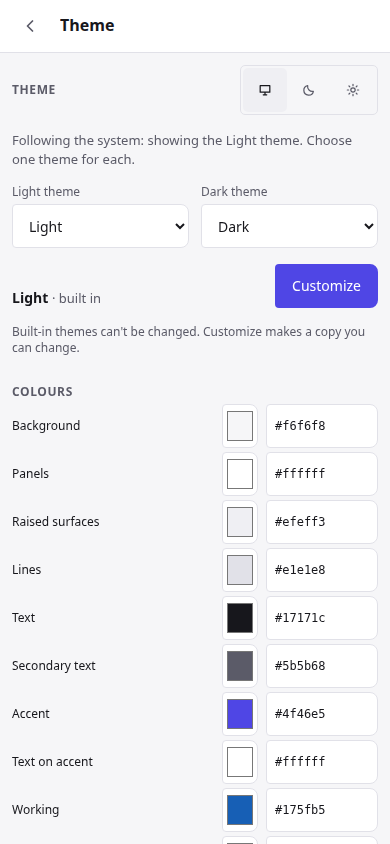 Theme
THEME
Following the system: showing the Light theme. Choose
one theme for each.
Light theme
Dark theme
Light
Dark
Light · built in
Customize
Built-in themes can't be changed. Customize makes a copy you
can change.
COLOURS
Background
#f6f6f8
Panels
#ffffff
Raised surfaces
#efeff3
Lines
#e1e1e8
Text
#17171c
Secondary text
#5b5b68
Accent
#4f46e5
Text on accent
#ffffff
Working
#175fb5